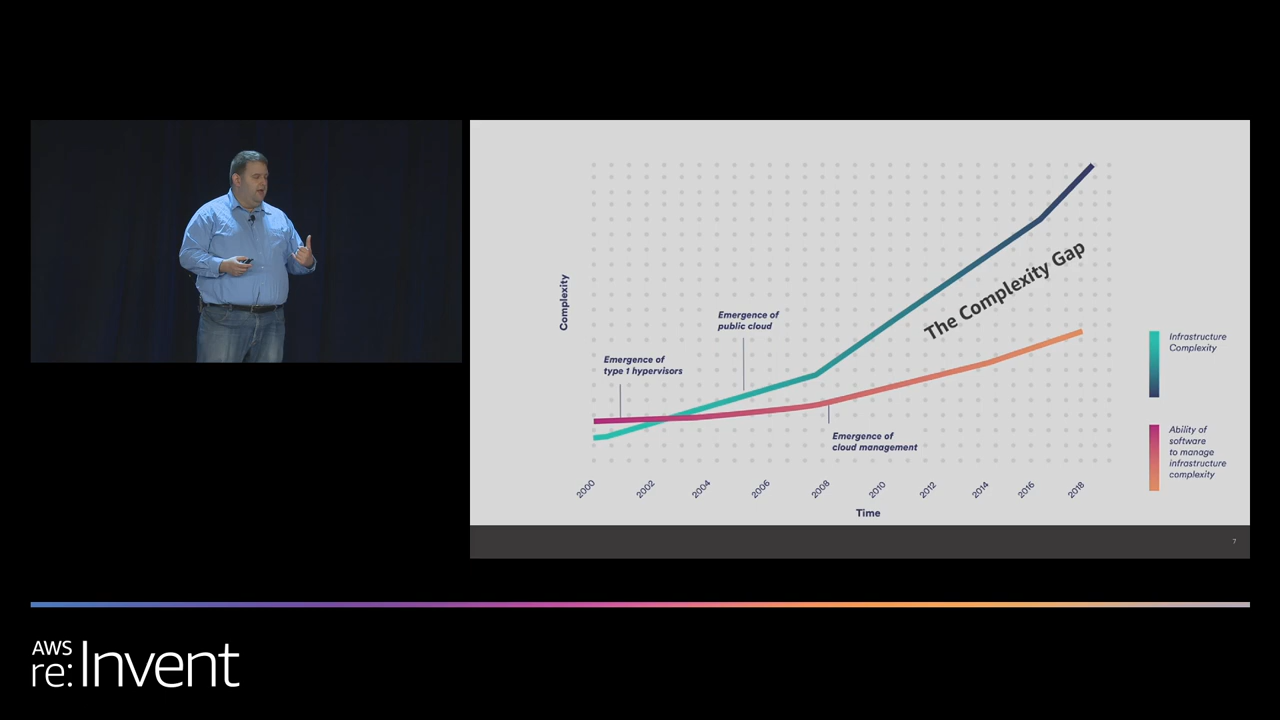 Complexity
Emergence of
type 1 hypervisors
Emergence of
public cloud
The Complexity Gap
Emergence of
cloud management
2000 2002 2004 2006 2008 2010 2012 2014 2016 2018
Time
Infrastructure
Complexity
Ability of
software
to manage
infrastructure
complexity
7
AWS
re:Invent